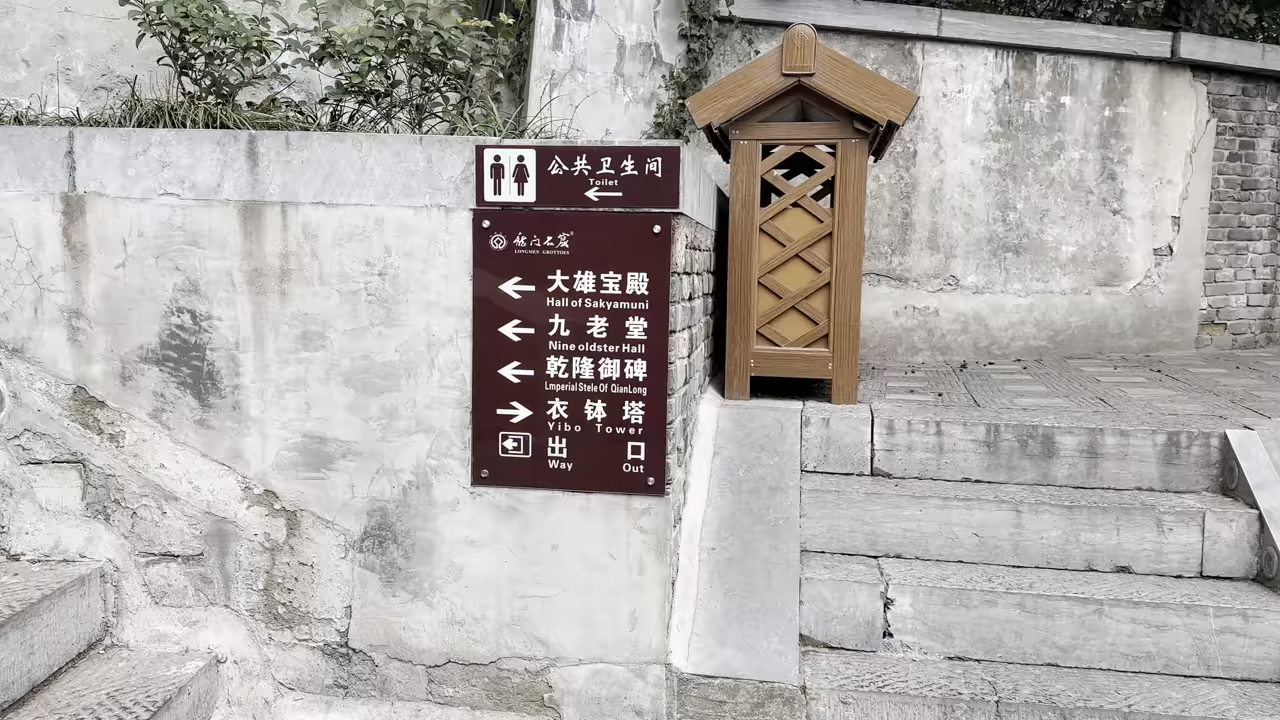 公共卫生间
Toilet
龙门石窟
LONGMEN GROTTOES
大雄宝殿
Hall of Sakyamuni
九老堂
Nine oldster Hall
乾隆御碑
Lmperial Stele Of QianLong
衣钵塔
Yibo Tower
出口
Way Out